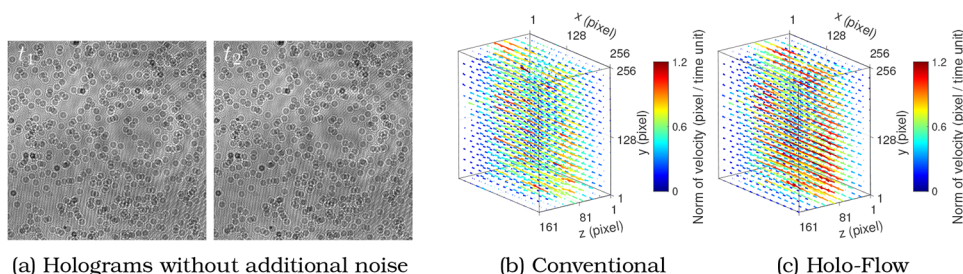 t1
t2
(a) Holograms without additional noise
1
x (pixel)
128
256
256
y (pixel)
128
1
1
81
z (pixel)
161
1.2
0.6
0
Norm of velocity (pixel / time unit)
(b) Conventional
1
x (pixel)
128
256
256
y (pixel)
128
1
1
81
z (pixel)
161
1.2
0.6
0
Norm of velocity (pixel / time unit)
(c) Holo-Flow